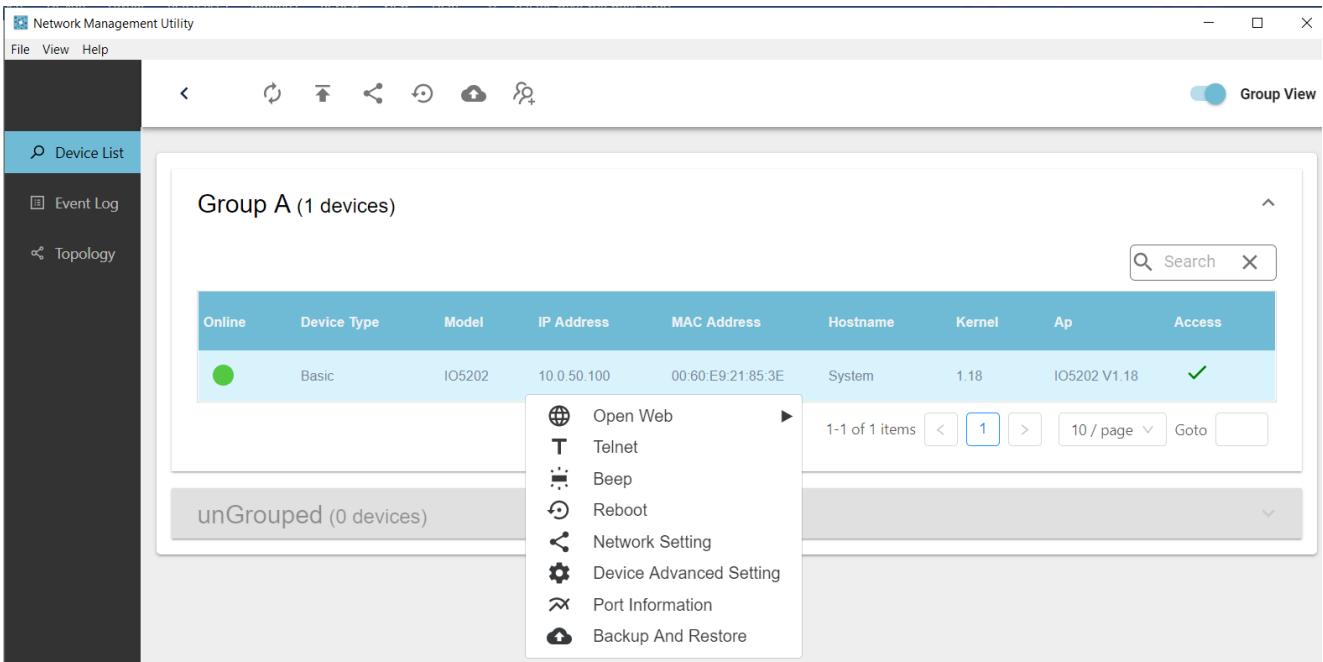 Network Management Utility
File View Help
Group View
Device List
Event Log
Topology
Group A (1 devices)
Search
Online Device Type Model IP Address MAC Address Hostname Kernel Ap Access
Basic IO5202 10.0.50.100 00:60:E9:21:85:3E System 1.18 IO5202 V1.18
1-1 of 1 items < 1 > 10 / page Goto
Open Web
Telnet
Beep
Reboot
Network Setting
Device Advanced Setting
Port Information
Backup And Restore
unGrouped (0 devices)